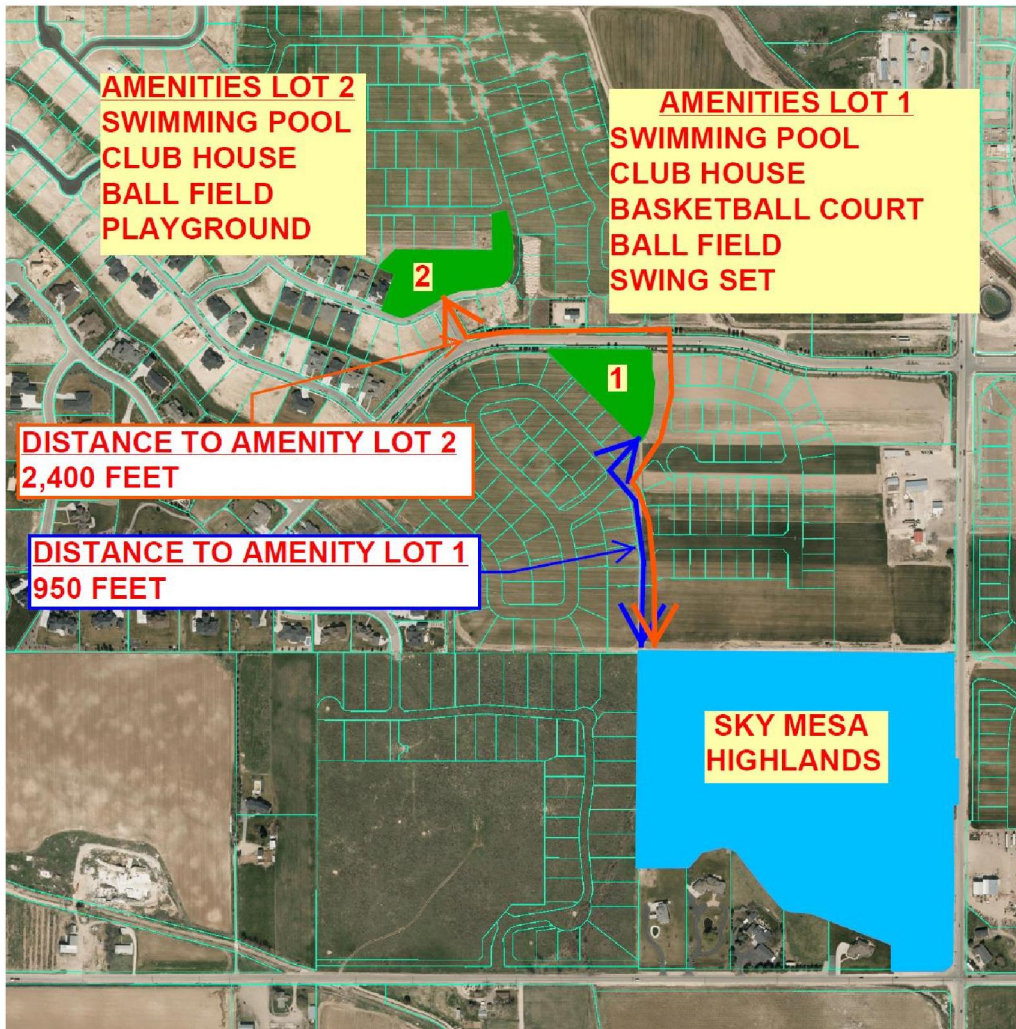 AMENITIES LOT 2
SWIMMING POOL
CLUB HOUSE
BALL FIELD
PLAYGROUND
AMENITIES LOT 1
SWIMMING POOL
CLUB HOUSE
BASKETBALL COURT
BALL FIELD
SWING SET
2
1
DISTANCE TO AMENITY LOT 2
2,400 FEET
DISTANCE TO AMENITY LOT 1
950 FEET
SKY MESA
HIGHLANDS